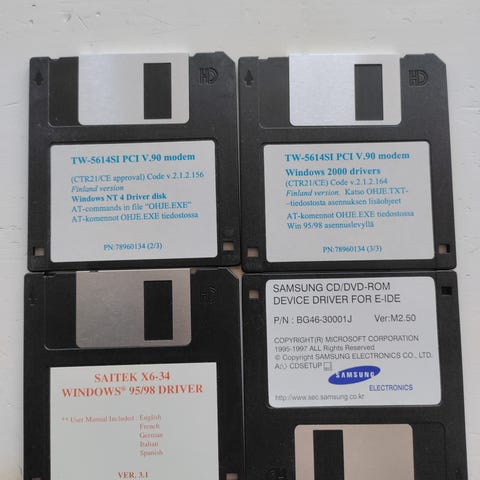 HD
TW-5614SI PCI V.90 modem
(CTR21/CE approval) Code v.2.1.2.156
Finland version
Windows NT 4 Driver disk
AT-commands in file "OHJE.EXE"
AT-komennot OHJE.EXE tiedostossa
PN:78960134 (2/3)
HD
TW-5614SI PCI V.90 modem
Windows 2000 drivers
(CTR21/CE) Code v.2.1.2.164
Finland version. Katso OHJE.TXT-
-tiedostosta asennuksen lisäohjeet
AT-komennot OHJE.EXE tiedostossa
Win 95/98 asennuslevyllä
PN:78960134 (3/3)
SAITEK X6-34
WINDOWS® 95/98 DRIVER
** User Manual Included : English
French
German
Italian
Spanish
VER. 3.1
SAMSUNG CD/DVD-ROM
DEVICE DRIVER FOR E-IDE
P/N : BG46-30001J Ver:M2.50
COPYRIGHT(R) MICROSOFT CORPORATION
1995-1997 ALL Rights Reserved
© Copyright SAMSUNG ELECTRONICS CO., LTD.
A:\> CDSETUP
SAMSUNG
ELECTRONICS
http://www.sec.samsung.co.kr